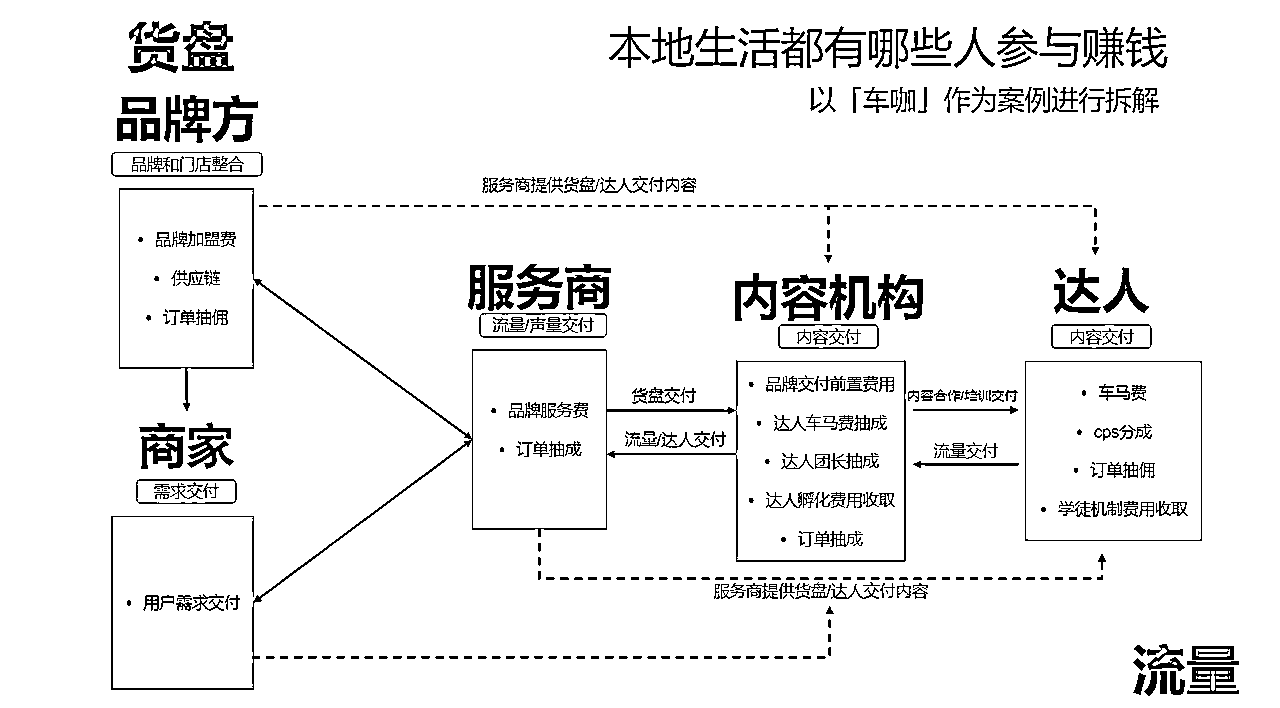 货盘
本地生活都有哪些人参与赚钱
以「车咖」作为案例进行拆解
品牌方
品牌和门店整合
• 品牌加盟费
• 供应链
• 订单抽佣
服务商提供货盘/达人交付内容
商家
需求交付
• 用户需求交付
服务商
流量/声量交付
• 品牌服务费
• 订单抽成
货盘交付
流量/达人交付
内容机构
内容交付
• 品牌交付前置费用
• 达人车马费抽成
• 达人团长抽成
• 达人孵化费用收取
• 订单抽成
内容合作/培训交付
流量交付
达人
内容交付
• 车马费
• cps分成
• 订单抽佣
• 学徒机制费用收取
服务商提供货盘/达人交付内容
流量